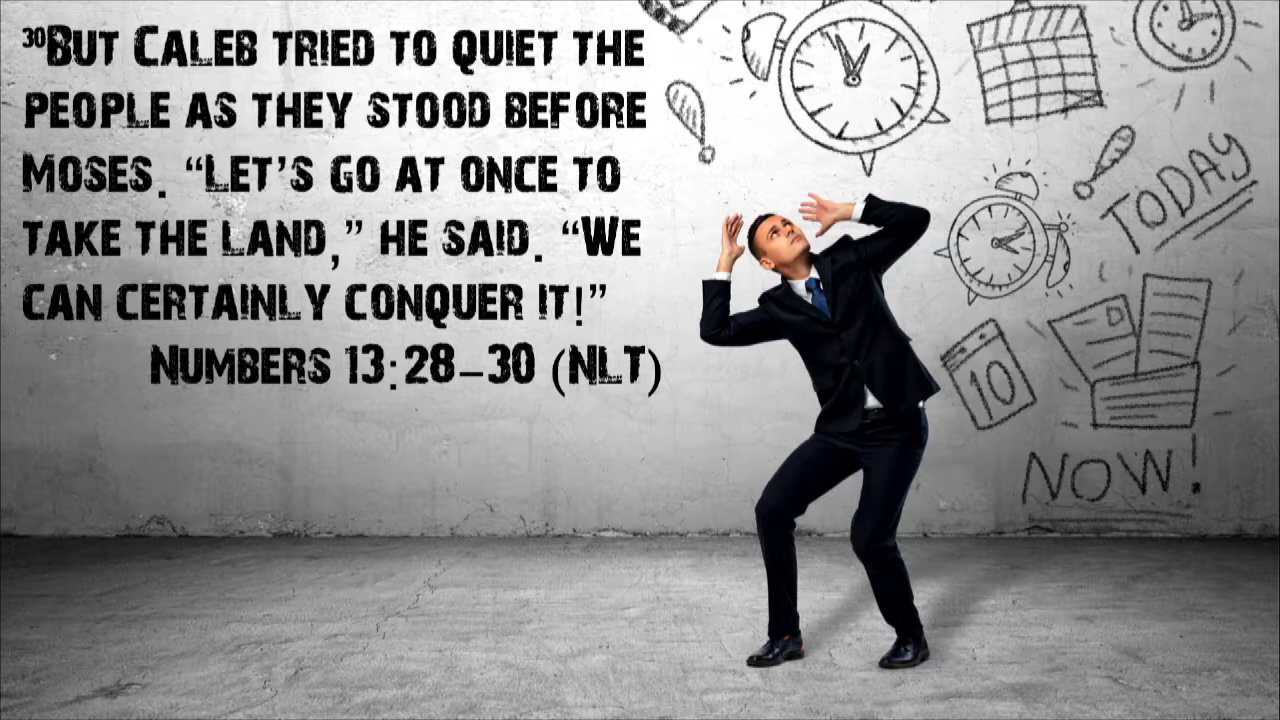 ³⁰But Caleb tried to quiet the
people as they stood before
Moses. “Let’s go at once to
take the land,” he said. “We
can certainly conquer it!”
Numbers 13:28–30 (NLT)
TODAY
10
NOW!